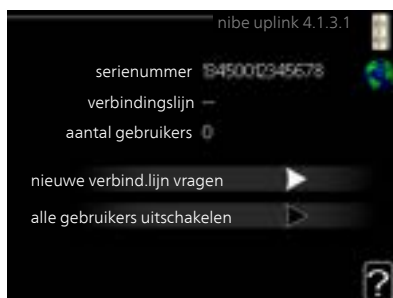 nibe uplink 4.1.3.1
serienummer 18450012345678
verbindingslijn --
aantal gebruikers 0
nieuwe verbind.lijn vragen
alle gebruikers uitschakelen
?